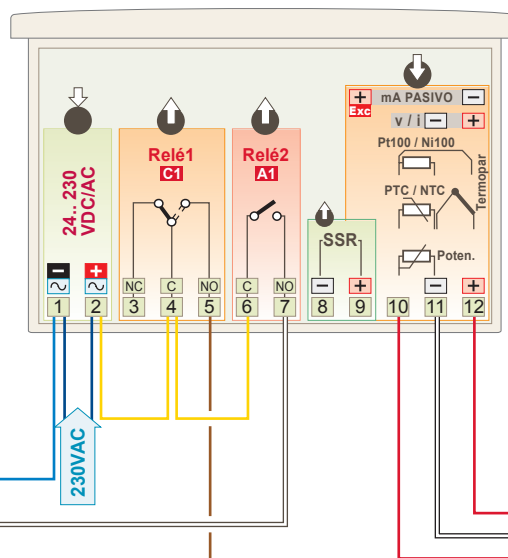 + mA PASIVO −
Exc
v / i − +
Pt100 / Ni100
Termopar
PTC / NTC
Poten.
24.. 230
VDC/AC
Relé1
C1
Relé2
A1
SSR
− + NC C NO C NO − + − +
1 2 3 4 5 6 7 8 9 10 11 12
230VAC